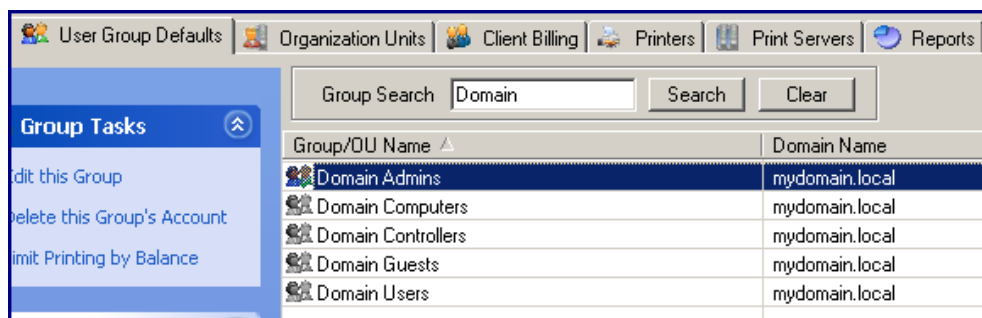 User Group Defaults Organization Units Client Billing Printers Print Servers Reports
Group Search Domain Search Clear
Group Tasks
Group/OU Name Domain Name
dit this Group
Domain Admins mydomain.local
Domain Computers mydomain.local
elete this Group's Account
Domain Controllers mydomain.local
imit Printing by Balance
Domain Guests mydomain.local
Domain Users mydomain.local